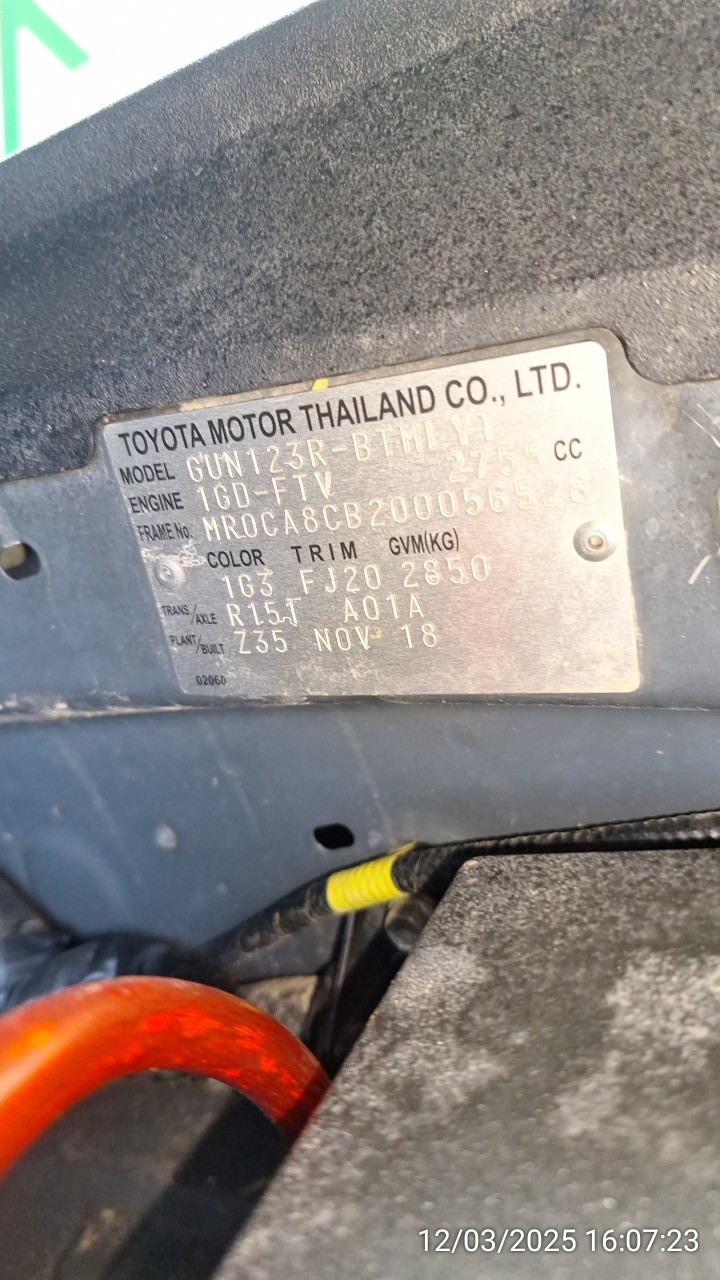 TOYOTA MOTOR THAILAND CO., LTD.
MODEL GUN123R-BTMLYT
ENGINE 1GD-FTV 2755 CC
FRAME No. MR0CA8CB200056528
COLOR TRIM GVM(KG)
1G3 FJ20 2850
TRANS./AXLE R15J A01A
PLANT/BUILT Z35 NOV 18
02060
12/03/2025 16:07:23